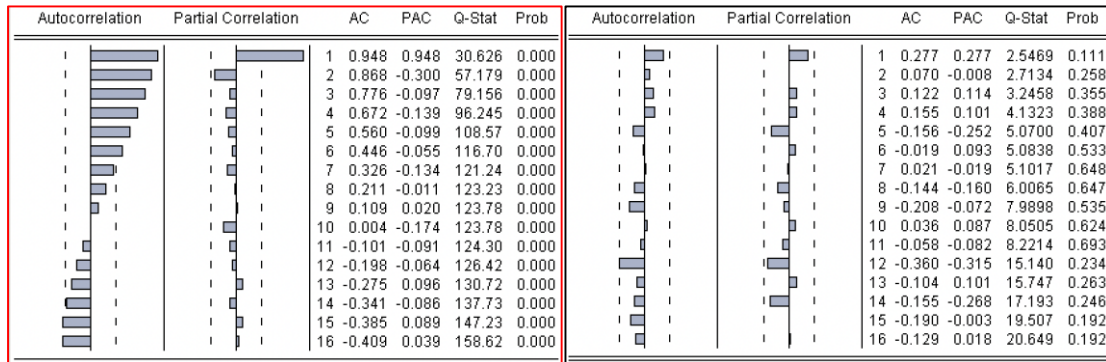 Autocorrelation Partial Correlation AC PAC Q-Stat Prob
1 0.948 0.948 30.626 0.000
2 0.868 -0.300 57.179 0.000
3 0.776 -0.097 79.156 0.000
4 0.672 -0.139 96.245 0.000
5 0.560 -0.099 108.57 0.000
6 0.446 -0.055 116.70 0.000
7 0.326 -0.134 121.24 0.000
8 0.211 -0.011 123.23 0.000
9 0.109 0.020 123.78 0.000
10 0.004 -0.174 123.78 0.000
11 -0.101 -0.091 124.30 0.000
12 -0.198 -0.064 126.42 0.000
13 -0.275 0.096 130.72 0.000
14 -0.341 -0.086 137.73 0.000
15 -0.385 0.089 147.23 0.000
16 -0.409 0.039 158.62 0.000
Autocorrelation Partial Correlation AC PAC Q-Stat Prob
1 0.277 0.277 2.5469 0.111
2 0.070 -0.008 2.7134 0.258
3 0.122 0.114 3.2458 0.355
4 0.155 0.101 4.1323 0.388
5 -0.156 -0.252 5.0700 0.407
6 -0.019 0.093 5.0838 0.533
7 0.021 -0.019 5.1017 0.648
8 -0.144 -0.160 6.0065 0.647
9 -0.208 -0.072 7.9898 0.535
10 0.036 0.087 8.0505 0.624
11 -0.058 -0.082 8.2214 0.693
12 -0.360 -0.315 15.140 0.234
13 -0.104 0.101 15.747 0.263
14 -0.155 -0.268 17.193 0.246
15 -0.190 -0.003 19.507 0.192
16 -0.129 0.018 20.649 0.192